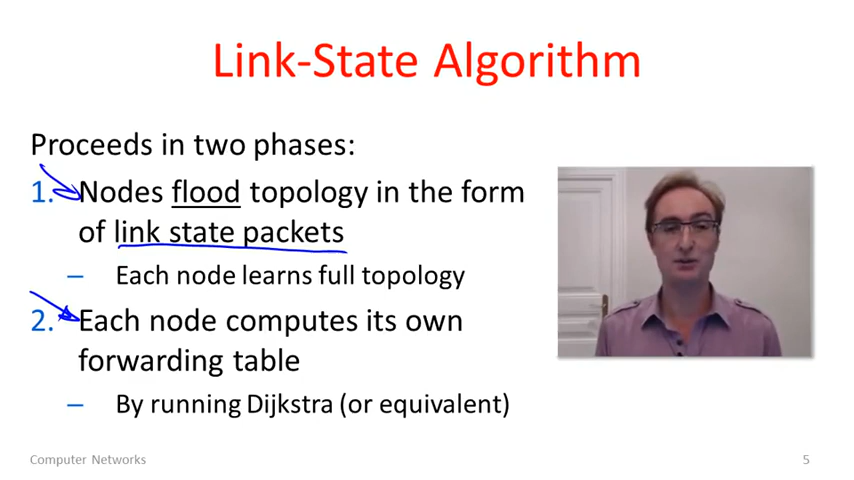 Link-State Algorithm
Proceeds in two phases:
1. Nodes flood topology in the form
of link state packets
– Each node learns full topology
2. Each node computes its own
forwarding table
– By running Dijkstra (or equivalent)
Computer Networks
5